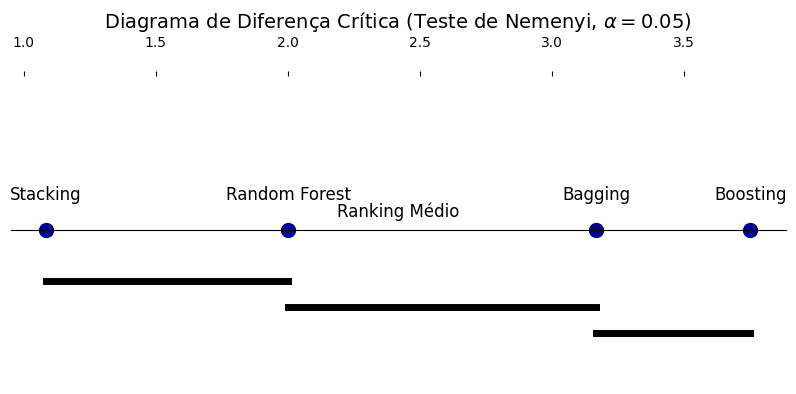 Diagrama de Diferença Crítica (Teste de Nemenyi, α = 0.05)
1.0 1.5 2.0 2.5 3.0 3.5
Stacking Random Forest Bagging Boosting
Ranking Médio